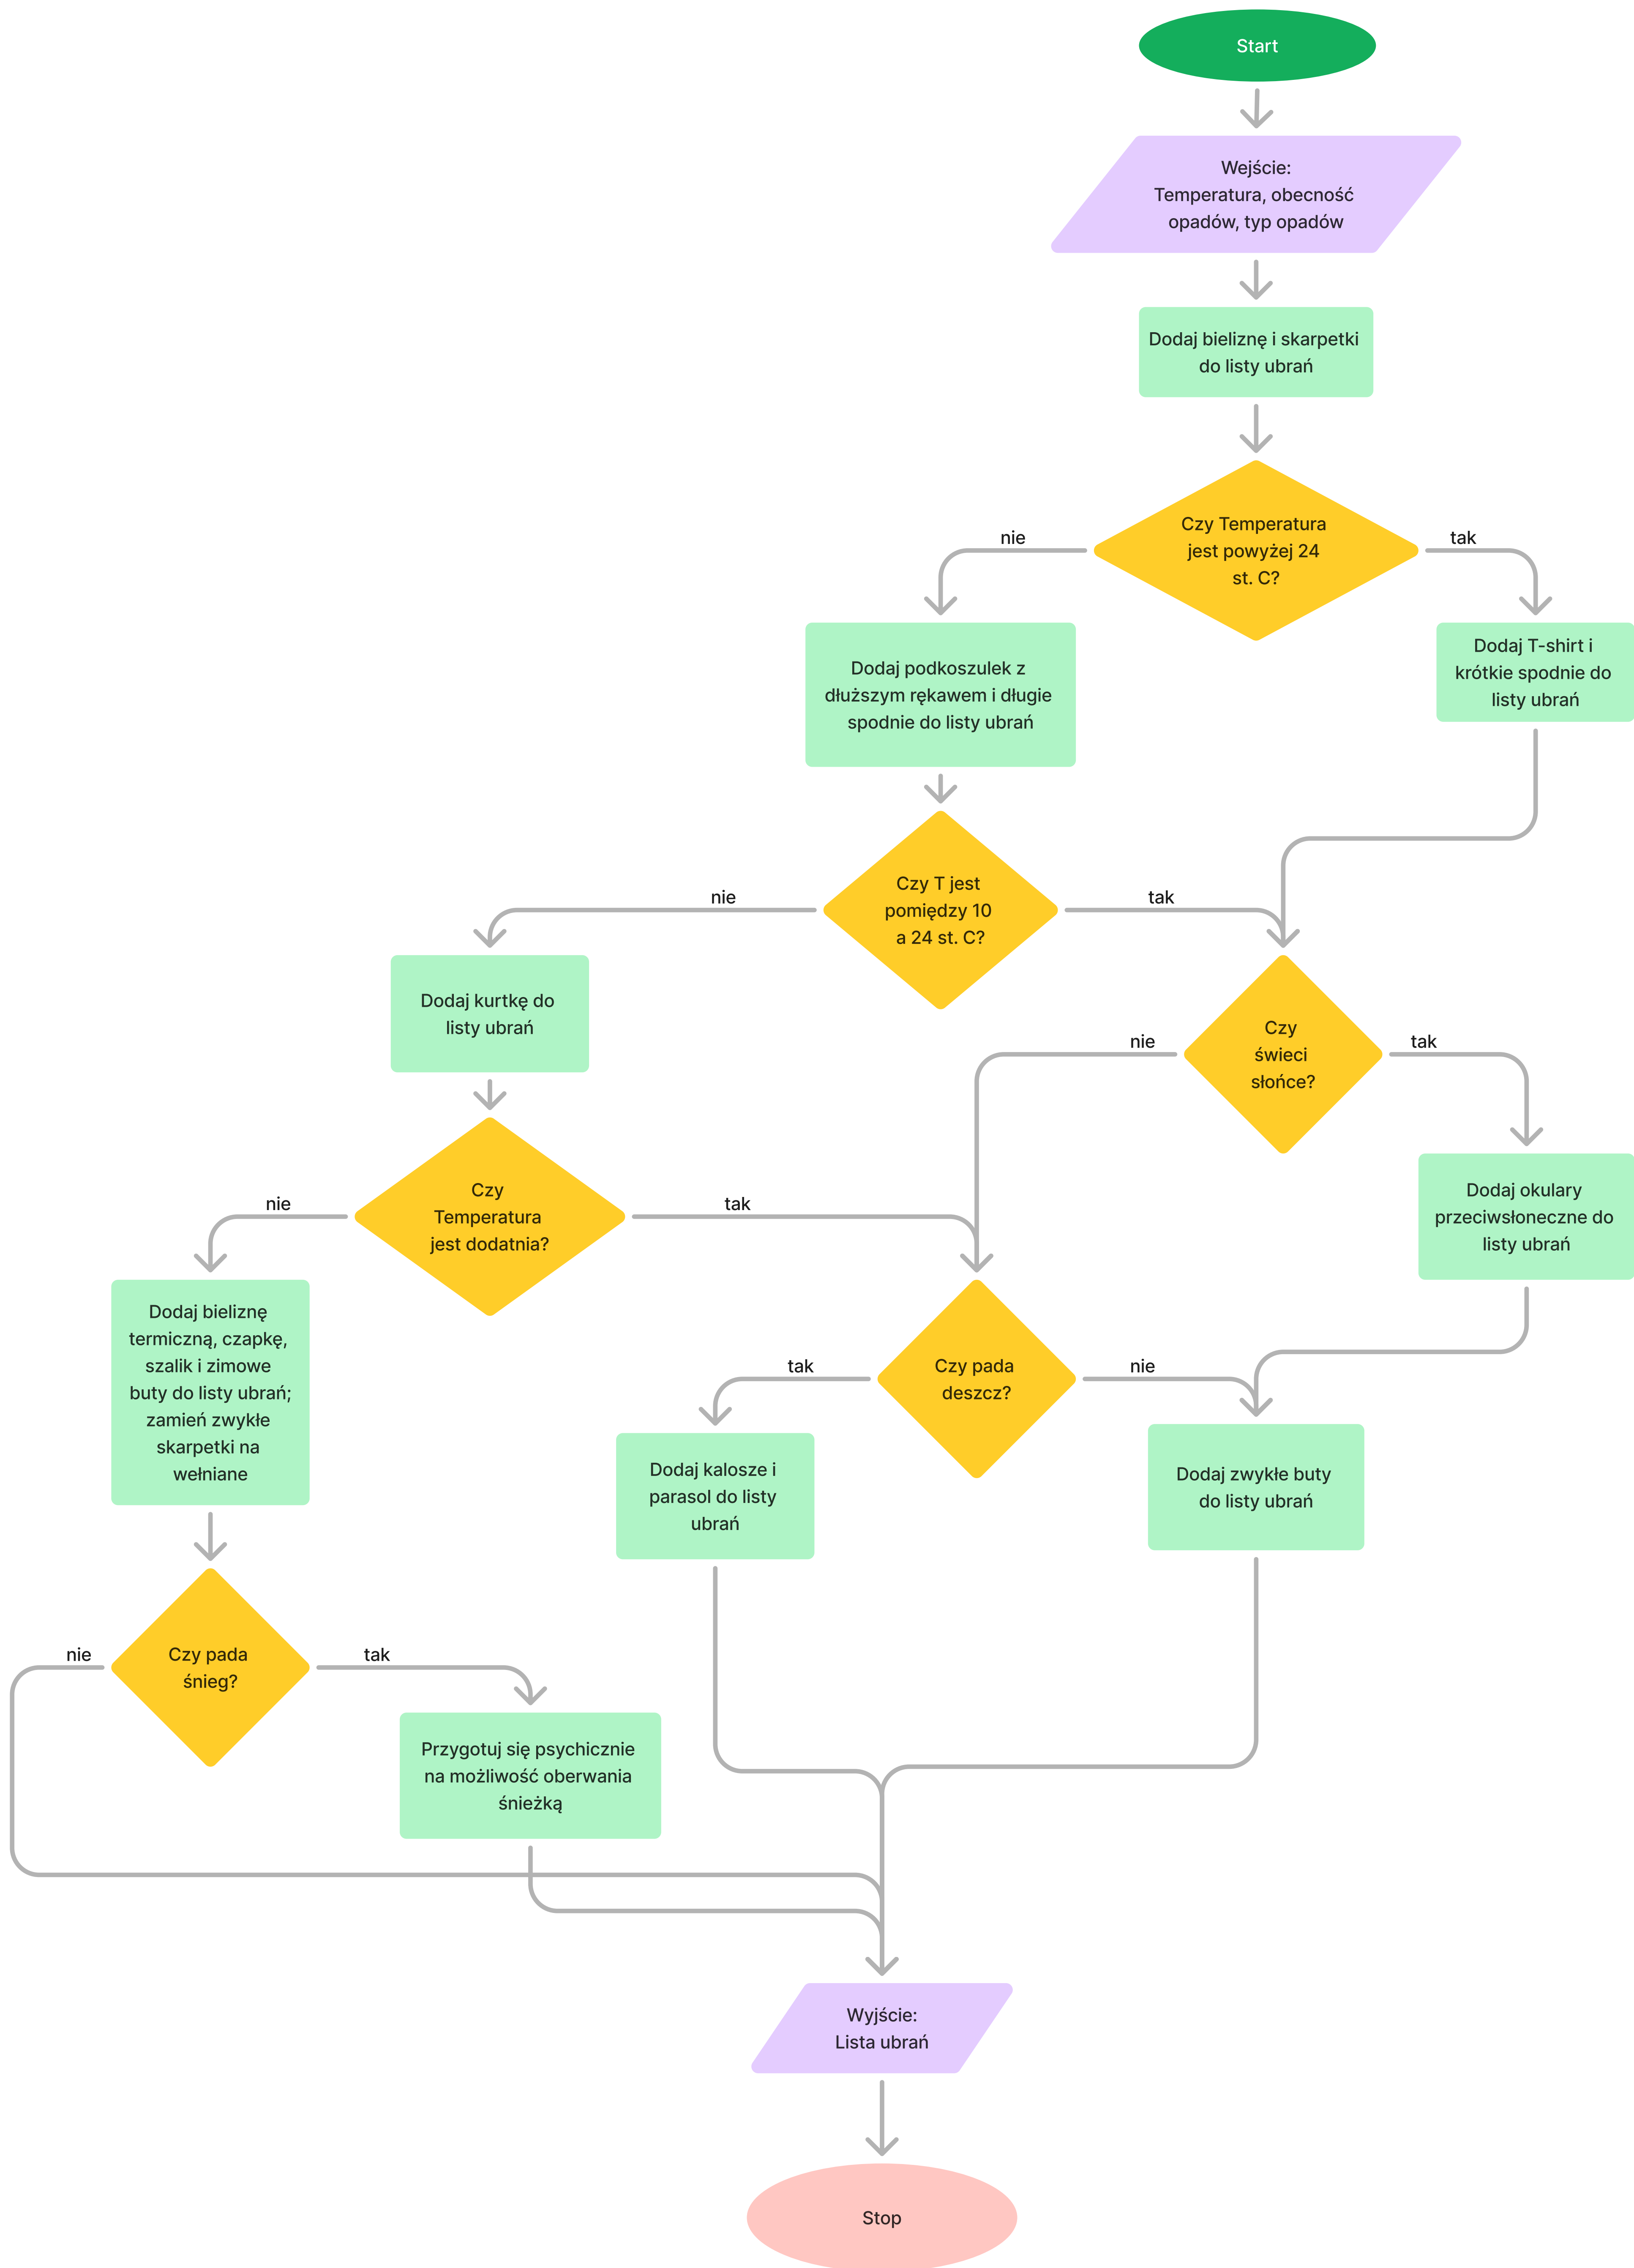 Start
Wejście:
Temperatura, obecność
opadów, typ opadów
Dodaj bieliznę i skarpetki
do listy ubrań
Czy Temperatura
jest powyżej 24
st. C?
nie
tak
Dodaj podkoszulek z
dłuższym rękawem i długie
spodnie do listy ubrań
Dodaj T-shirt i
krótkie spodnie do
listy ubrań
Czy T jest
pomiędzy 10
a 24 st. C?
nie
tak
Dodaj kurtkę do
listy ubrań
Czy
świeci
słońce?
nie
tak
Czy
Temperatura
jest dodatnia?
nie
tak
Dodaj okulary
przeciwsłoneczne do
listy ubrań
Dodaj bieliznę
termiczną, czapkę,
szalik i zimowe
buty do listy ubrań;
zamień zwykłe
skarpetki na
wełniane
Czy pada
deszcz?
tak
nie
Dodaj kalosze i
parasol do listy
ubrań
Dodaj zwykłe buty
do listy ubrań
Czy pada
śnieg?
nie
tak
Przygotuj się psychicznie
na możliwość oberwania
śnieżką
Wyjście:
Lista ubrań
Stop